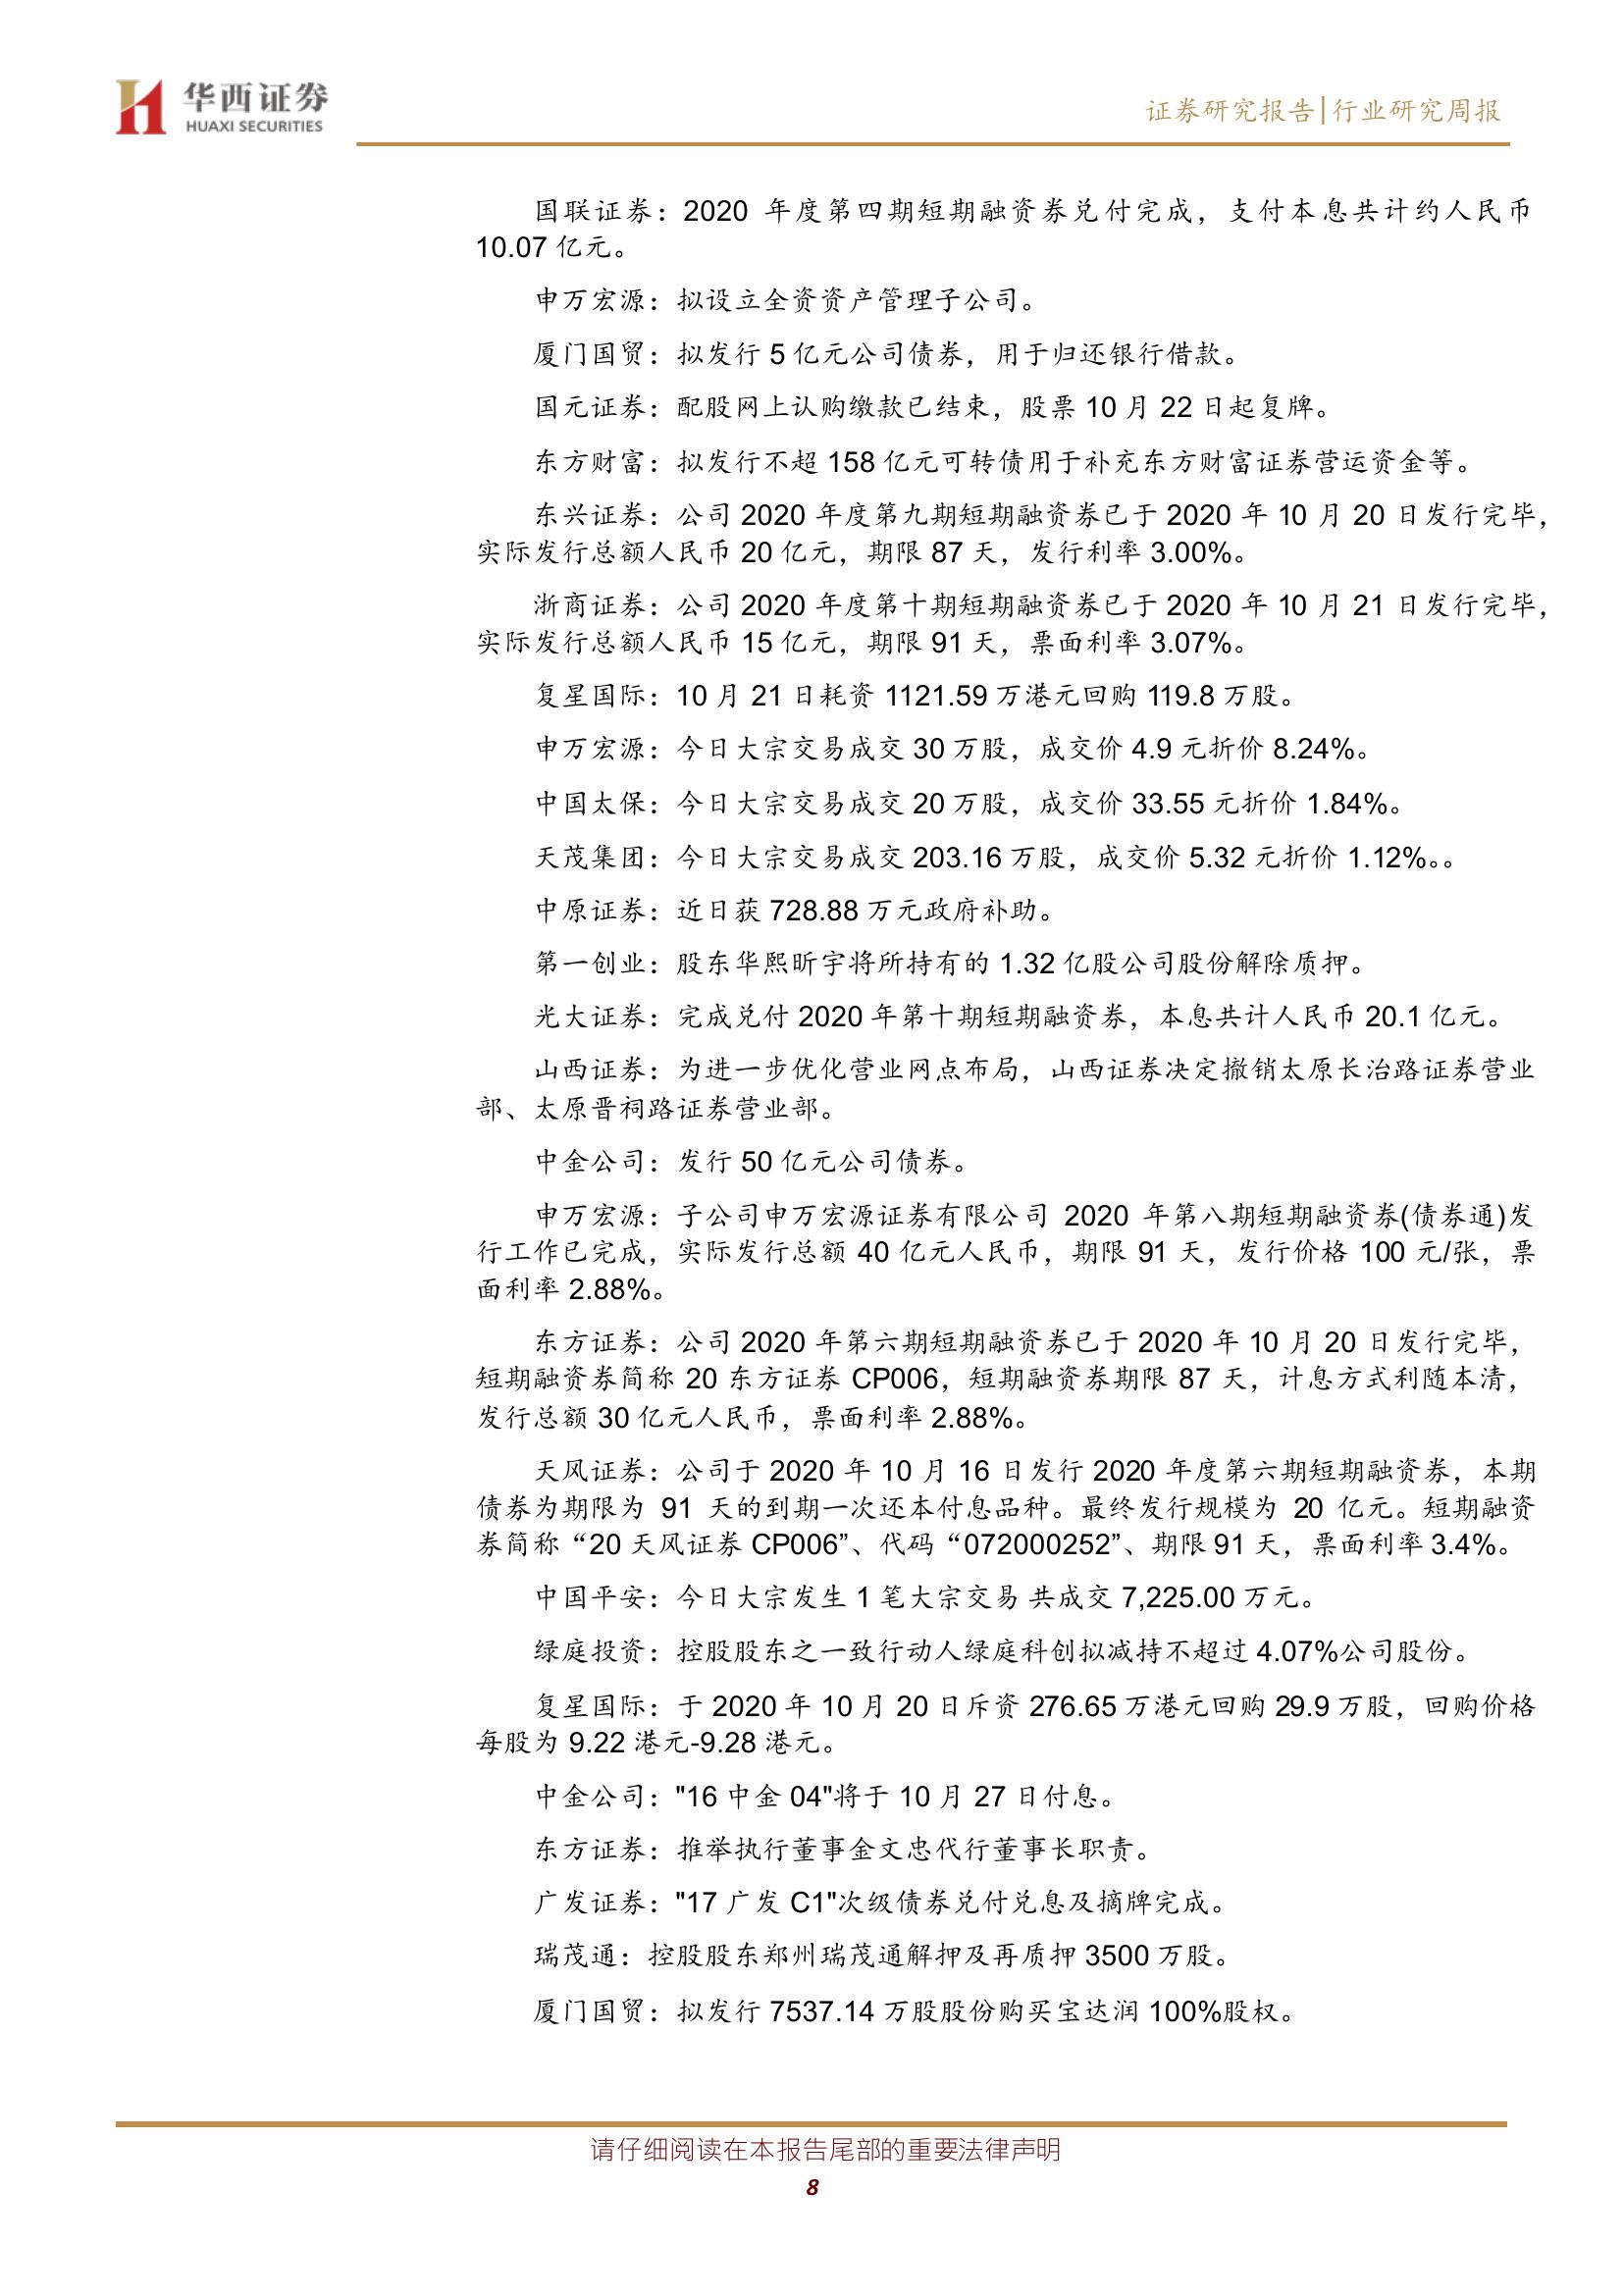 华西证券
HUAXI SECURITIES
证券研究报告|行业研究周报
国联证券：2020 年度第四期短期融资券兑付完成，支付本息共计约人民币
10.07 亿元。
申万宏源：拟设立全资资产管理子公司。
厦门国贸：拟发行 5 亿元公司债券，用于归还银行借款。
国元证券：配股网上认购缴款已结束，股票 10 月 22 日起复牌。
东方财富：拟发行不超 158 亿元可转债用于补充东方财富证券营运资金等。
东兴证券：公司 2020 年度第九期短期融资券已于 2020 年 10 月 20 日发行完毕，
实际发行总额人民币 20 亿元，期限 87 天，发行利率 3.00%。
浙商证券：公司 2020 年度第十期短期融资券已于 2020 年 10 月 21 日发行完毕，
实际发行总额人民币 15 亿元，期限 91 天，票面利率 3.07%。
复星国际：10 月 21 日耗资 1121.59 万港元回购 119.8 万股。
申万宏源：今日大宗交易成交 30 万股，成交价 4.9 元折价 8.24%。
中国太保：今日大宗交易成交 20 万股，成交价 33.55 元折价 1.84%。
天茂集团：今日大宗交易成交 203.16 万股，成交价 5.32 元折价 1.12%。。
中原证券：近日获 728.88 万元政府补助。
第一创业：股东华熙昕宇将所持有的 1.32 亿股公司股份解除质押。
光大证券：完成兑付 2020 年第十期短期融资券，本息共计人民币 20.1 亿元。
山西证券：为进一步优化营业网点布局，山西证券决定撤销太原长治路证券营业
部、太原晋祠路证券营业部。
中金公司：发行 50 亿元公司债券。
申万宏源：子公司申万宏源证券有限公司 2020 年第八期短期融资券(债券通)发
行工作已完成，实际发行总额 40 亿元人民币，期限 91 天，发行价格 100 元/张，票
面利率 2.88%。
东方证券：公司 2020 年第六期短期融资券已于 2020 年 10 月 20 日发行完毕，
短期融资券简称 20 东方证券 CP006，短期融资券期限 87 天，计息方式利随本清，
发行总额 30 亿元人民币，票面利率 2.88%。
天风证券：公司于 2020 年 10 月 16 日发行 2020 年度第六期短期融资券，本期
债券为期限为 91 天的到期一次还本付息品种。最终发行规模为 20 亿元。短期融资
券简称“20 天风证券 CP006”、代码“072000252”、期限 91 天，票面利率 3.4%。
中国平安：今日大宗发生 1 笔大宗交易 共成交 7,225.00 万元。
绿庭投资：控股股东之一致行动人绿庭科创拟减持不超过 4.07%公司股份。
复星国际：于 2020 年 10 月 20 日斥资 276.65 万港元回购 29.9 万股，回购价格
每股为 9.22 港元-9.28 港元。
中金公司："16 中金 04"将于 10 月 27 日付息。
东方证券：推举执行董事金文忠代行董事长职责。
广发证券："17 广发 C1"次级债券兑付兑息及摘牌完成。
瑞茂通：控股股东郑州瑞茂通解押及再质押 3500 万股。
厦门国贸：拟发行 7537.14 万股股份购买宝达润 100%股权。
请仔细阅读在本报告尾部的重要法律声明
8